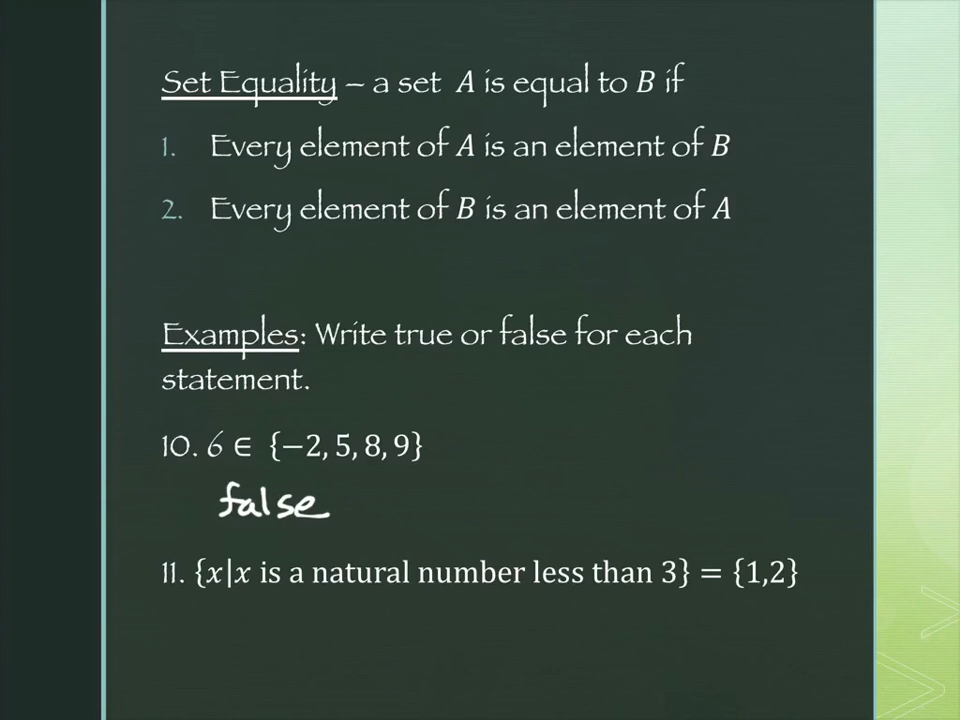 Set Equality – a set A is equal to B if
1. Every element of A is an element of B
2. Every element of B is an element of A
Examples: Write true or false for each
statement.
10. 6 ∈ {−2, 5, 8, 9}
false
11. {x|x is a natural number less than 3} = {1,2}